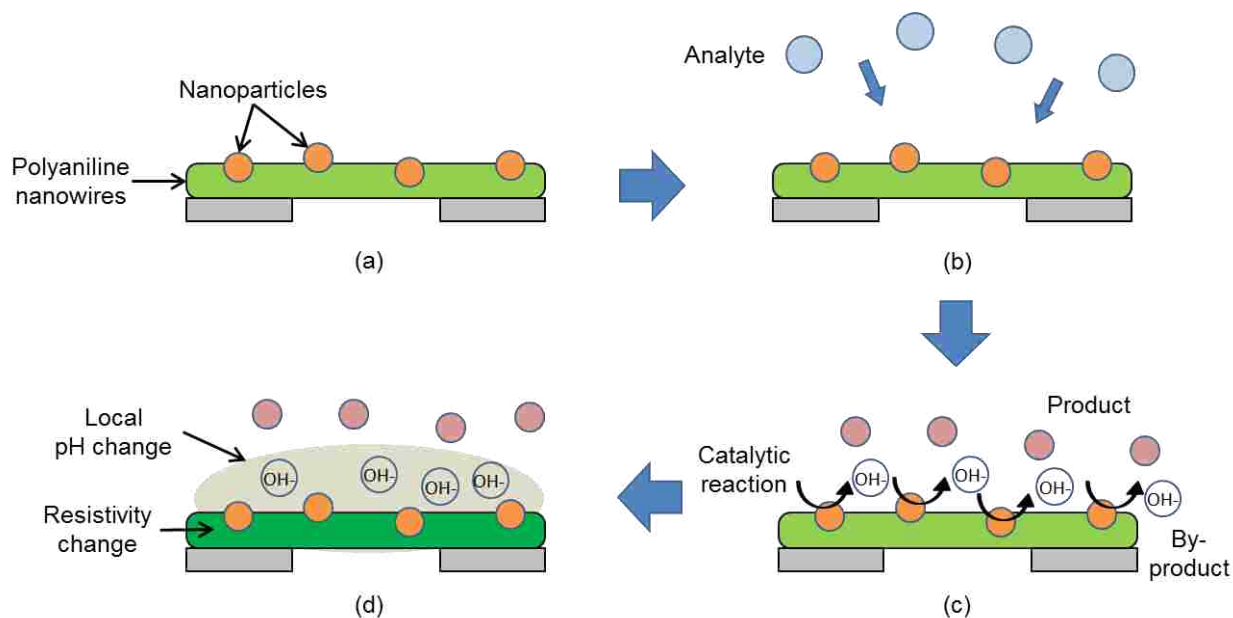 Nanoparticles
Polyaniline
nanowires
(a)
Analyte
(b)
Local
pH change
OH-
OH-
OH-
OH-
Resistivity
change
(d)
Product
Catalytic
reaction
OH-
OH-
OH-
OH-
By-
product
(c)